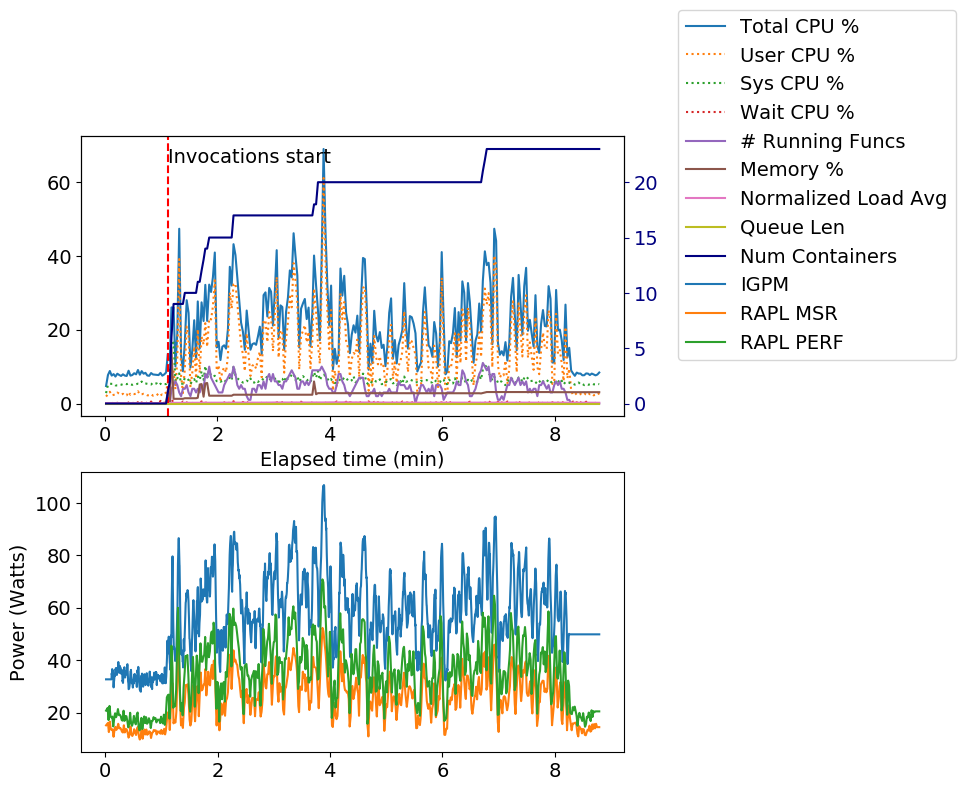 Total CPU %
User CPU %
Sys CPU %
Wait CPU %
# Running Funcs
Memory %
Normalized Load Avg
Queue Len
Num Containers
IGPM
RAPL MSR
RAPL PERF
Invocations start
60
40
20
0
20
15
10
5
0
0 2 4 6 8
Elapsed time (min)
Power (Watts)
100
80
60
40
20
0 2 4 6 8